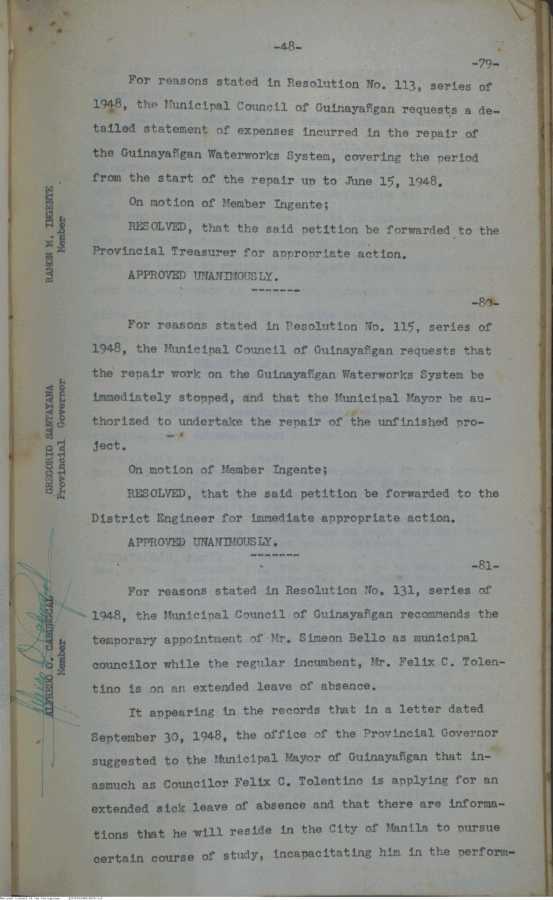 -48-
-79-
For reasons stated in Resolution No. 113, series of
1948, the Municipal Council of Guinayañgan requests a de-
tailed statement of expenses incurred in the repair of
the Guinayañgan Waterworks System, covering the period
from the start of the repair up to June 15, 1948.
On motion of Member Ingente;
RESOLVED, that the said petition be forwarded to the
Provincial Treasurer for appropriate action.
APPROVED UNANIMOUSLY.
-------
-80-
For reasons stated in Resolution No. 115, series of
1948, the Municipal Council of Guinayañgan requests that
the repair work on the Guinayañgan Waterworks System be
immediately stopped, and that the Municipal Mayor be au-
thorized to undertake the repair of the unfinished pro-
ject.
On motion of Member Ingente;
RESOLVED, that the said petition be forwarded to the
District Engineer for immediate appropriate action.
APPROVED UNANIMOUSLY.
-------
-81-
For reasons stated in Resolution No. 131, series of
1948, the Municipal Council of Guinayañgan recommends the
temporary appointment of Mr. Simeon Bello as municipal
councilor while the regular incumbent, Mr. Felix C. Tolen-
tino is on an extended leave of absence.
It appearing in the records that in a letter dated
September 30, 1948, the office of the Provincial Governor
suggested to the Municipal Mayor of Guinayañgan that in-
asmuch as Councilor Felix C. Tolentino is applying for an
extended sick leave of absence and that there are informa-
tions that he will reside in the City of Manila to pursue
certain course of study, incapacitating him in the perform-
RAMON M. INGENTE
Member
GREGORIO SANTAYANA
Provincial Governor
ALFREDO C.
Member